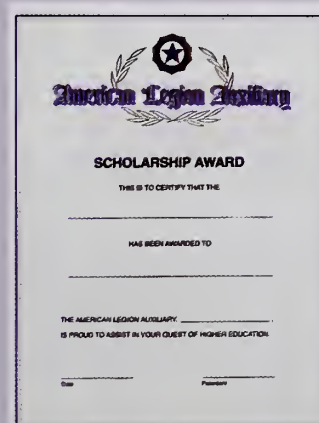 American Legion Auxiliary
SCHOLARSHIP AWARD
THIS IS TO CERTIFY THAT THE
HAS BEEN AWARDED TO
THE AMERICAN LEGION AUXILIARY,
IS PROUD TO ASSIST IN YOUR QUEST OF HIGHER EDUCATION.
Date President